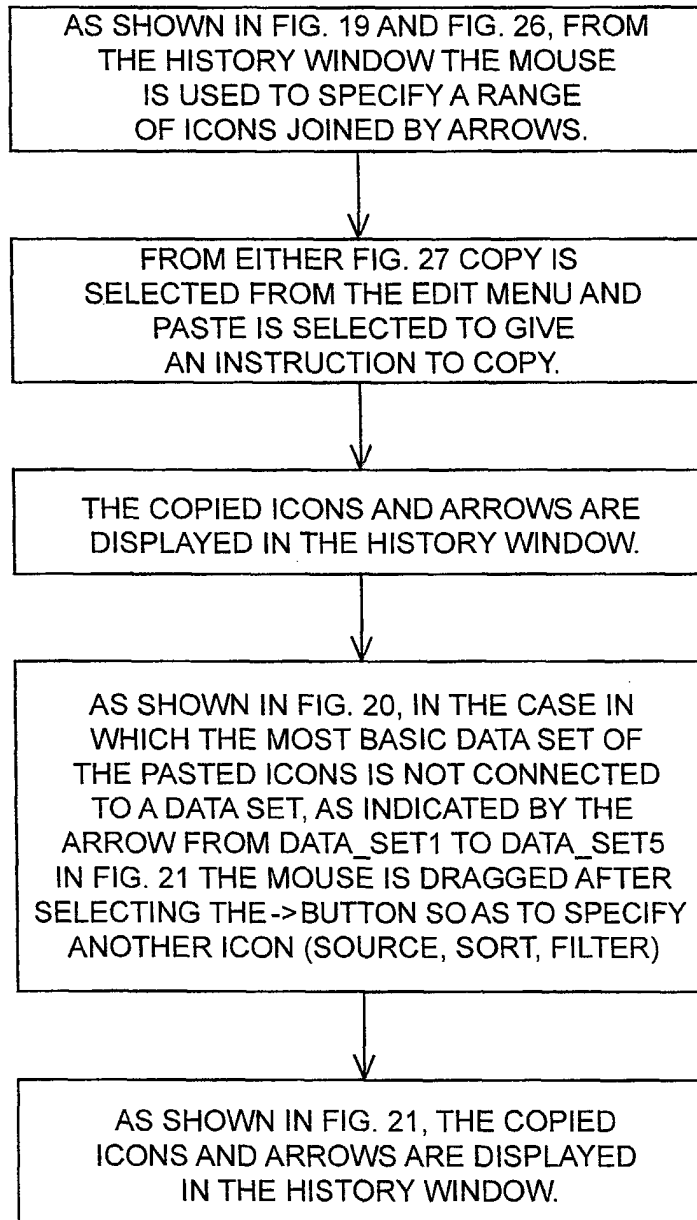 AS SHOWN IN FIG. 19 AND FIG. 26, FROM
THE HISTORY WINDOW THE MOUSE
IS USED TO SPECIFY A RANGE
OF ICONS JOINED BY ARROWS.
FROM EITHER FIG. 27 COPY IS
SELECTED FROM THE EDIT MENU AND
PASTE IS SELECTED TO GIVE
AN INSTRUCTION TO COPY.
THE COPIED ICONS AND ARROWS ARE
DISPLAYED IN THE HISTORY WINDOW.
AS SHOWN IN FIG. 20, IN THE CASE IN
WHICH THE MOST BASIC DATA SET OF
THE PASTED ICONS IS NOT CONNECTED
TO A DATA SET, AS INDICATED BY THE
ARROW FROM DATA_SET1 TO DATA_SET5
IN FIG. 21 THE MOUSE IS DRAGGED AFTER
SELECTING THE->BUTTON SO AS TO SPECIFY
ANOTHER ICON (SOURCE, SORT, FILTER)
AS SHOWN IN FIG. 21, THE COPIED
ICONS AND ARROWS ARE DISPLAYED
IN THE HISTORY WINDOW.